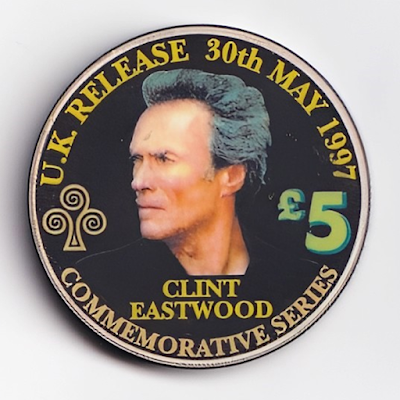 U.K. RELEASE 30th MAY 1997
£5
CLINT
EASTWOOD
COMMEMORATIVE SERIES